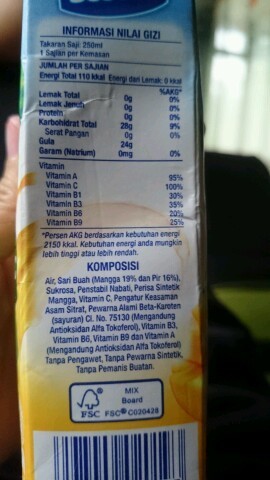 INFORMASI NILAI GIZI
Takaran Saji: 250ml
1 Sajian per Kemasan
JUMLAH PER SAJIAN
Energi Total 110 kkal Energi dari Lemak: 0 kkal
%AKG*
Lemak Total 0g 0%
Lemak Jenuh 0g 0%
Protein 0g 0%
Karbohidrat Total 28g 9%
Serat Pangan 0g 0%
Gula 24g
Garam (Natrium) 0mg 0%
Vitamin
Vitamin A 95%
Vitamin C 100%
Vitamin B1 30%
Vitamin B3 35%
Vitamin B6 20%
Vitamin B9 25%
*Persen AKG berdasarkan kebutuhan energi
2150 kkal. Kebutuhan energi anda mungkin
lebih tinggi atau lebih rendah.
KOMPOSISI
Air, Sari Buah (Mangga 19% dan Pir 16%),
Sukrosa, Penstabil Nabati, Perisa Sintetik
Mangga, Vitamin C, Pengatur Keasaman
Asam Sitrat, Pewarna Alami Beta-Karoten
(sayuran) CI. No. 75130 (Mengandung
Antioksidan Alfa Tokoferol), Vitamin B3,
Vitamin B6, Vitamin B9 dan Vitamin A
(Mengandung Antioksidan Alfa Tokoferol)
Tanpa Pengawet, Tanpa Pewarna Sintetik,
Tanpa Pemanis Buatan.
MIX
Board
FSC FSC® C020428